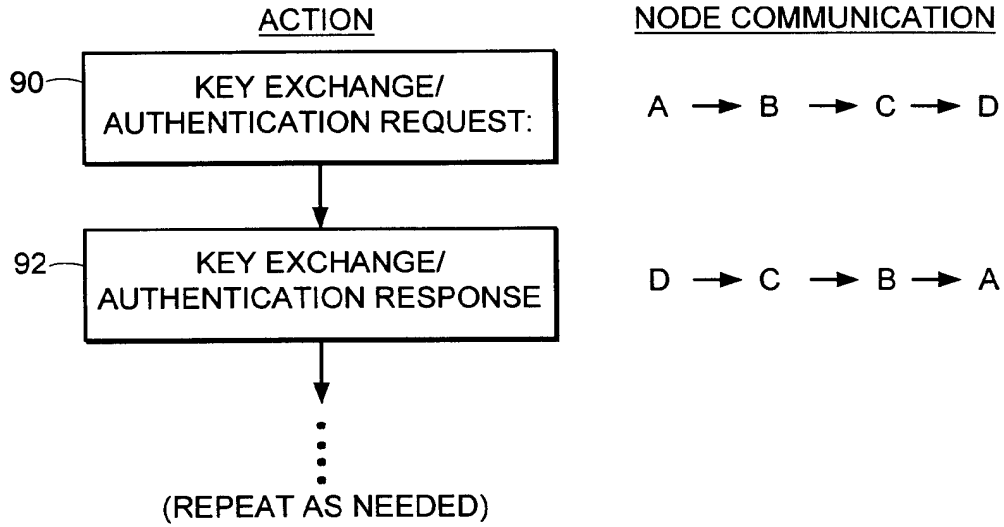 ACTION NODE COMMUNICATION
90 KEY EXCHANGE/
AUTHENTICATION REQUEST:
A → B → C → D
92 KEY EXCHANGE/
AUTHENTICATION RESPONSE
D → C → B → A
(REPEAT AS NEEDED)